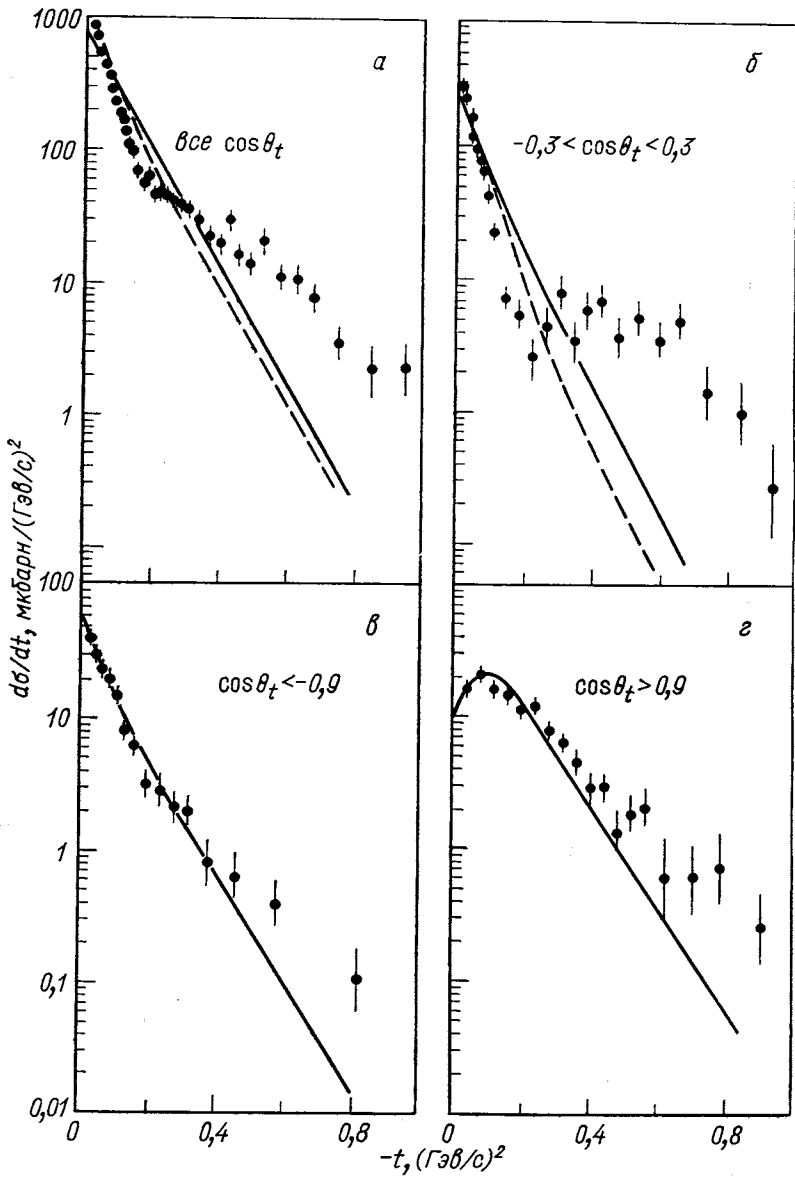 1000
100
10
1
100
10
1
0,1
0,01
dσ/dt, мкбарн/(Гэв/с)²
а
все cosθₜ
б
-0,3 < cosθₜ < 0,3
в
cosθₜ < -0,9
г
cosθₜ > 0,9
0
0,4
0,8
0
0,4
0,8
-t, (Гэв/с)²